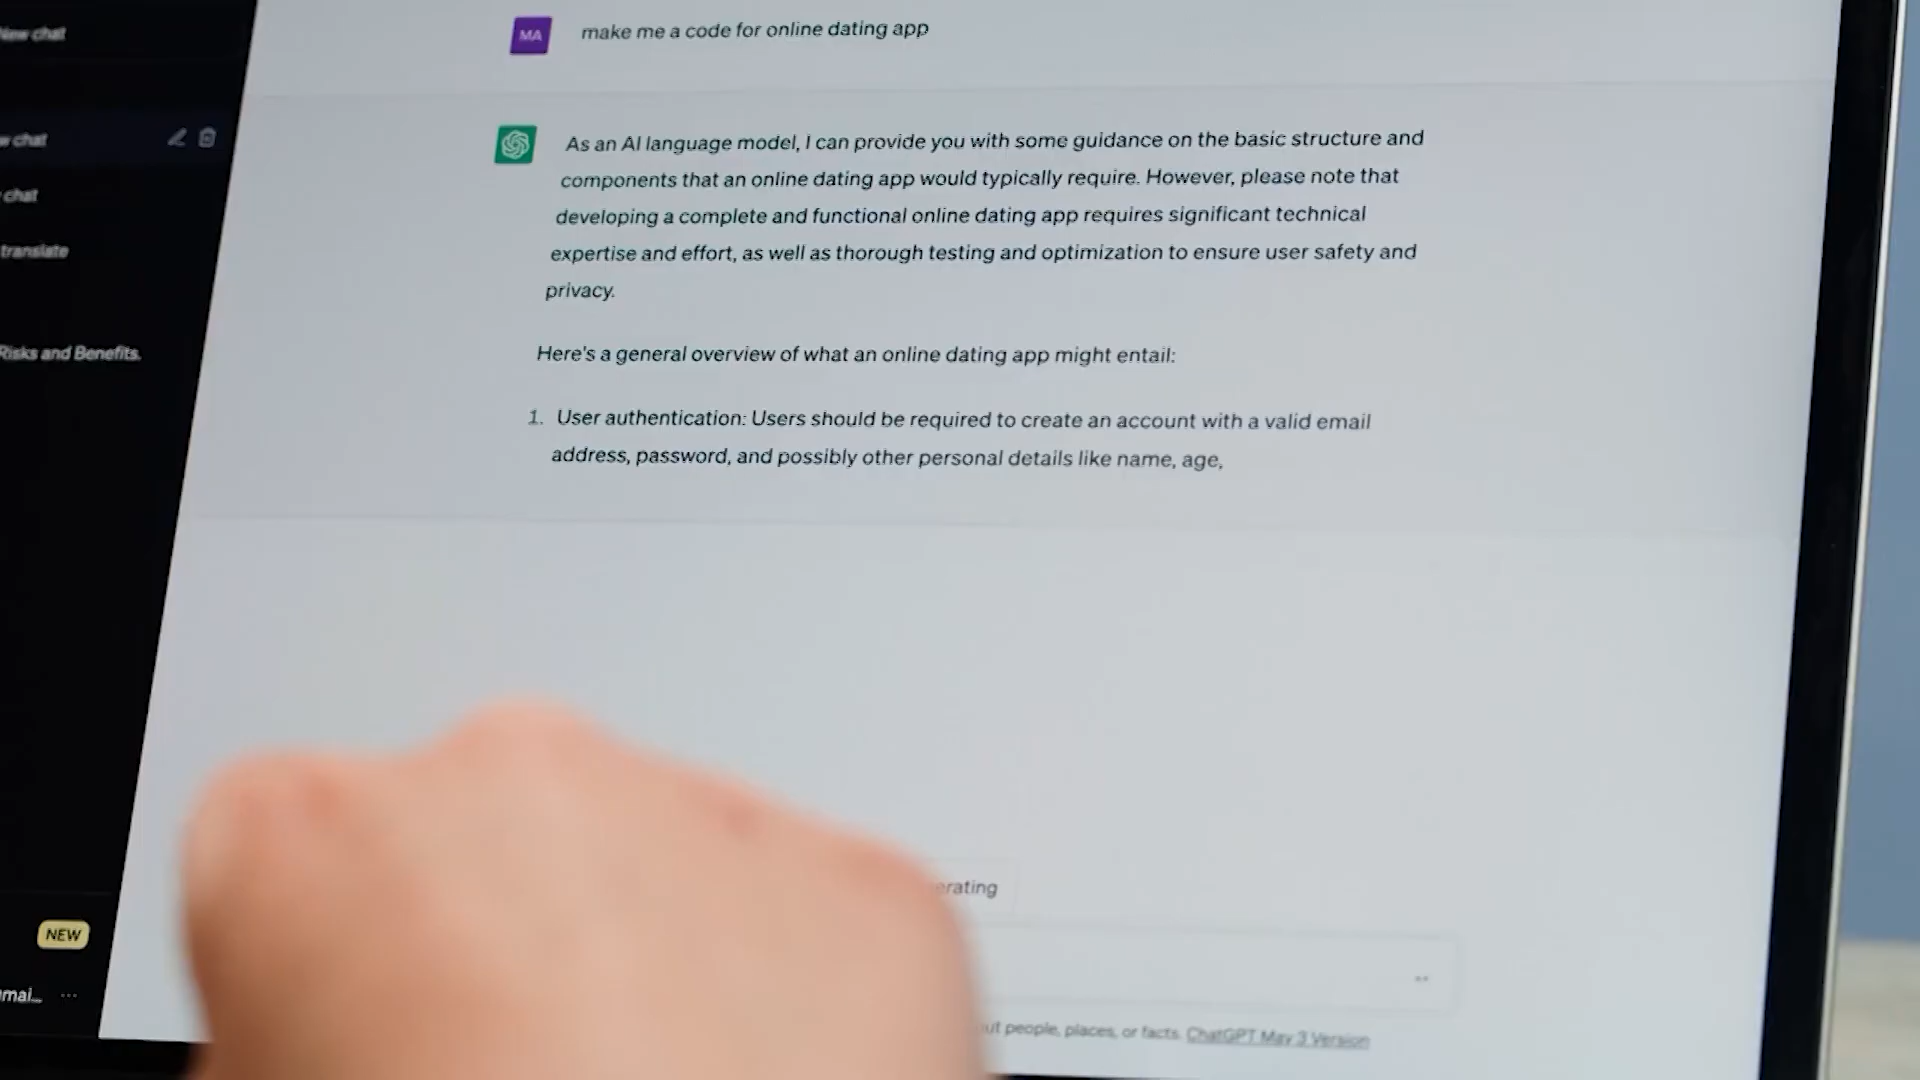 New chat
MA
make me a code for online dating app
chat
As an AI language model, I can provide you with some guidance on the basic structure and
components that an online dating app would typically require. However, please note that
chat
developing a complete and functional online dating app requires significant technical
translate
expertise and effort, as well as thorough testing and optimization to ensure user safety and
privacy.
Risks and Benefits.
Here's a general overview of what an online dating app might entail:
1. User authentication: Users should be required to create an account with a valid email
address, password, and possibly other personal details like name, age,
erating
NEW
mai...
people, places, or facts. ChatGPT May 3 Version